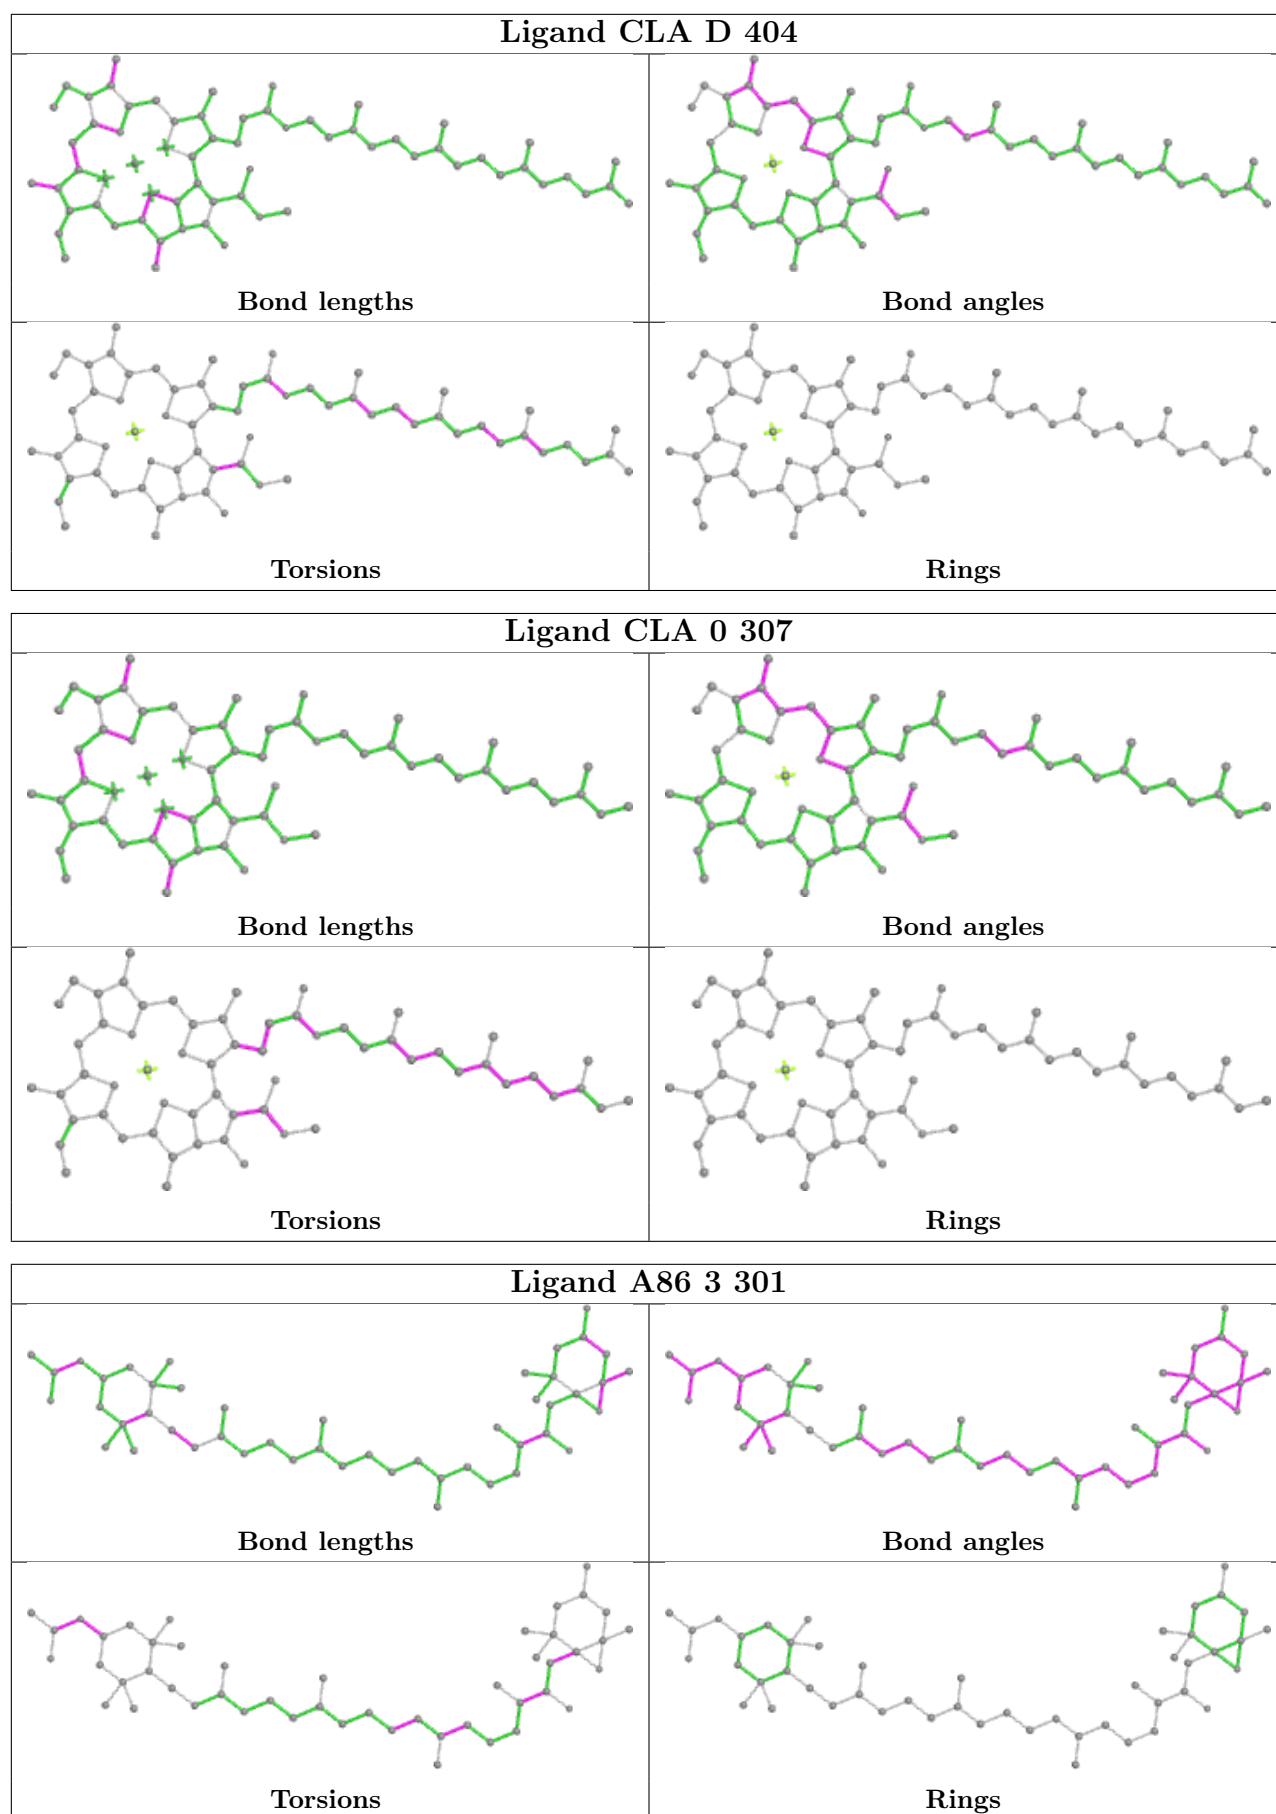 Ligand CLA D 404
Bond lengths
Bond angles
Torsions
Rings
Ligand CLA 0 307
Bond lengths
Bond angles
Torsions
Rings
Ligand A86 3 301
Bond lengths
Bond angles
Torsions
Rings